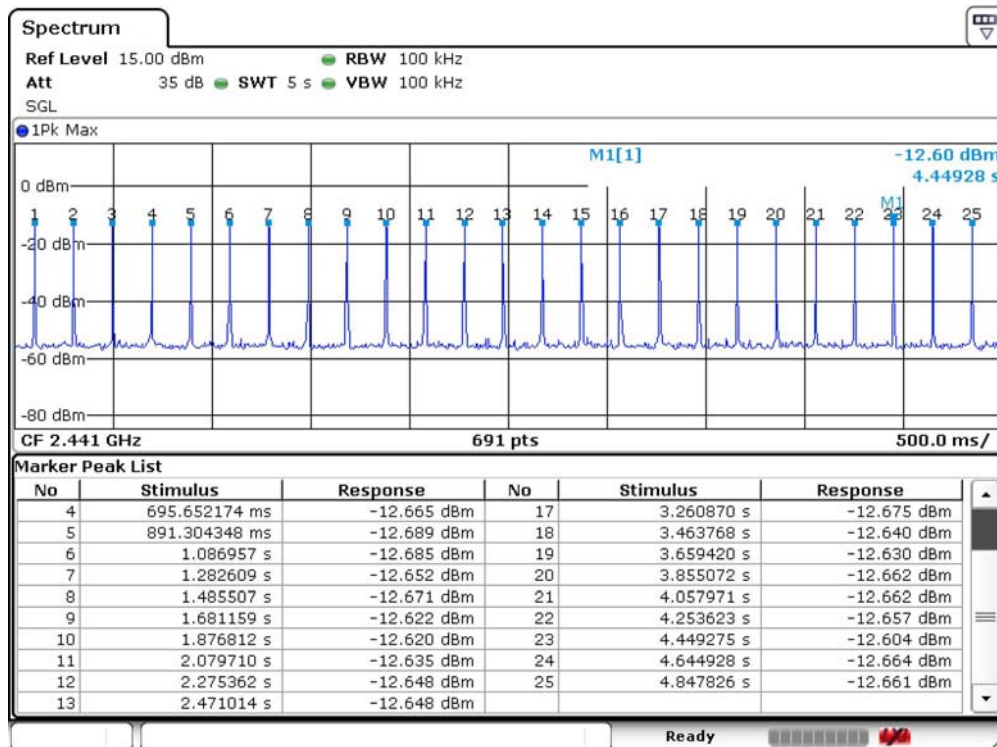 Spectrum
Ref Level 15.00 dBm RBW 100 kHz
Att 35 dB SWT 5 s VBW 100 kHz
SGL
1Pk Max
M1[1] -12.60 dBm
4.44928 s
0 dBm
M1
1 2 3 4 5 6 7 8 9 10 11 12 13 14 15 16 17 18 19 20 21 22 23 24 25
-20 dBm
-40 dBm
-60 dBm
-80 dBm
CF 2.441 GHz 691 pts 500.0 ms/
Marker Peak List
No Stimulus Response No Stimulus Response
4 695.652174 ms -12.665 dBm 17 3.260870 s -12.675 dBm
5 891.304348 ms -12.689 dBm 18 3.463768 s -12.640 dBm
6 1.086957 s -12.685 dBm 19 3.659420 s -12.630 dBm
7 1.282609 s -12.652 dBm 20 3.855072 s -12.662 dBm
8 1.485507 s -12.671 dBm 21 4.057971 s -12.662 dBm
9 1.681159 s -12.622 dBm 22 4.253623 s -12.657 dBm
10 1.876812 s -12.620 dBm 23 4.449275 s -12.604 dBm
11 2.079710 s -12.635 dBm 24 4.644928 s -12.664 dBm
12 2.275362 s -12.648 dBm 25 4.847826 s -12.661 dBm
13 2.471014 s -12.648 dBm
Ready